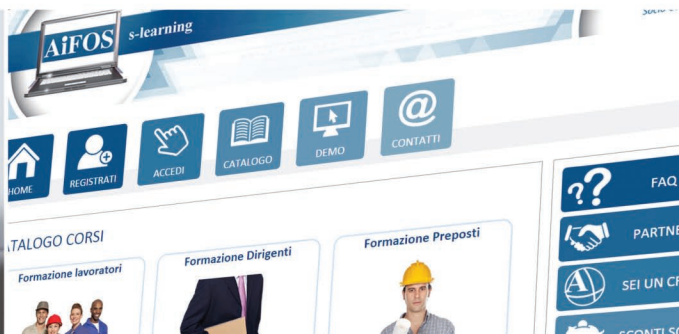 AiFOS
s-learning
HOME
REGISTRATI
ACCEDI
CATALOGO
DEMO
@
CONTATTI
??
FAQ
PARTNE
SEI UN C
CATALOGO CORSI
Formazione lavoratori
Formazione Dirigenti
Formazione Preposti